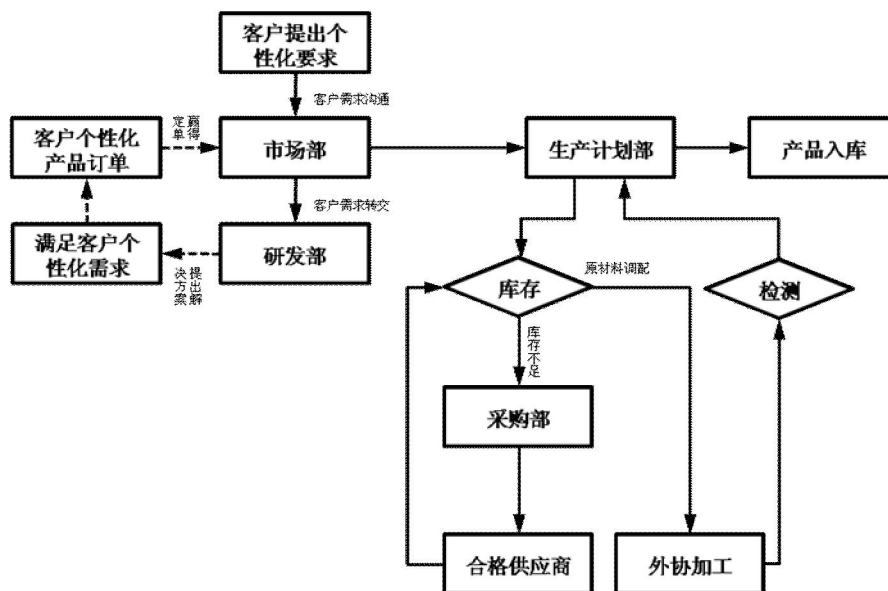 客户提出个
性化要求
客户需求沟通
客户个性化
产品订单
赢得
定单
市场部
生产计划部
产品入库
客户需求转交
满足客户个
性化需求
提出解
决方案
研发部
库存
原材料调配
检测
库存不足
采购部
合格供应商
外协加工